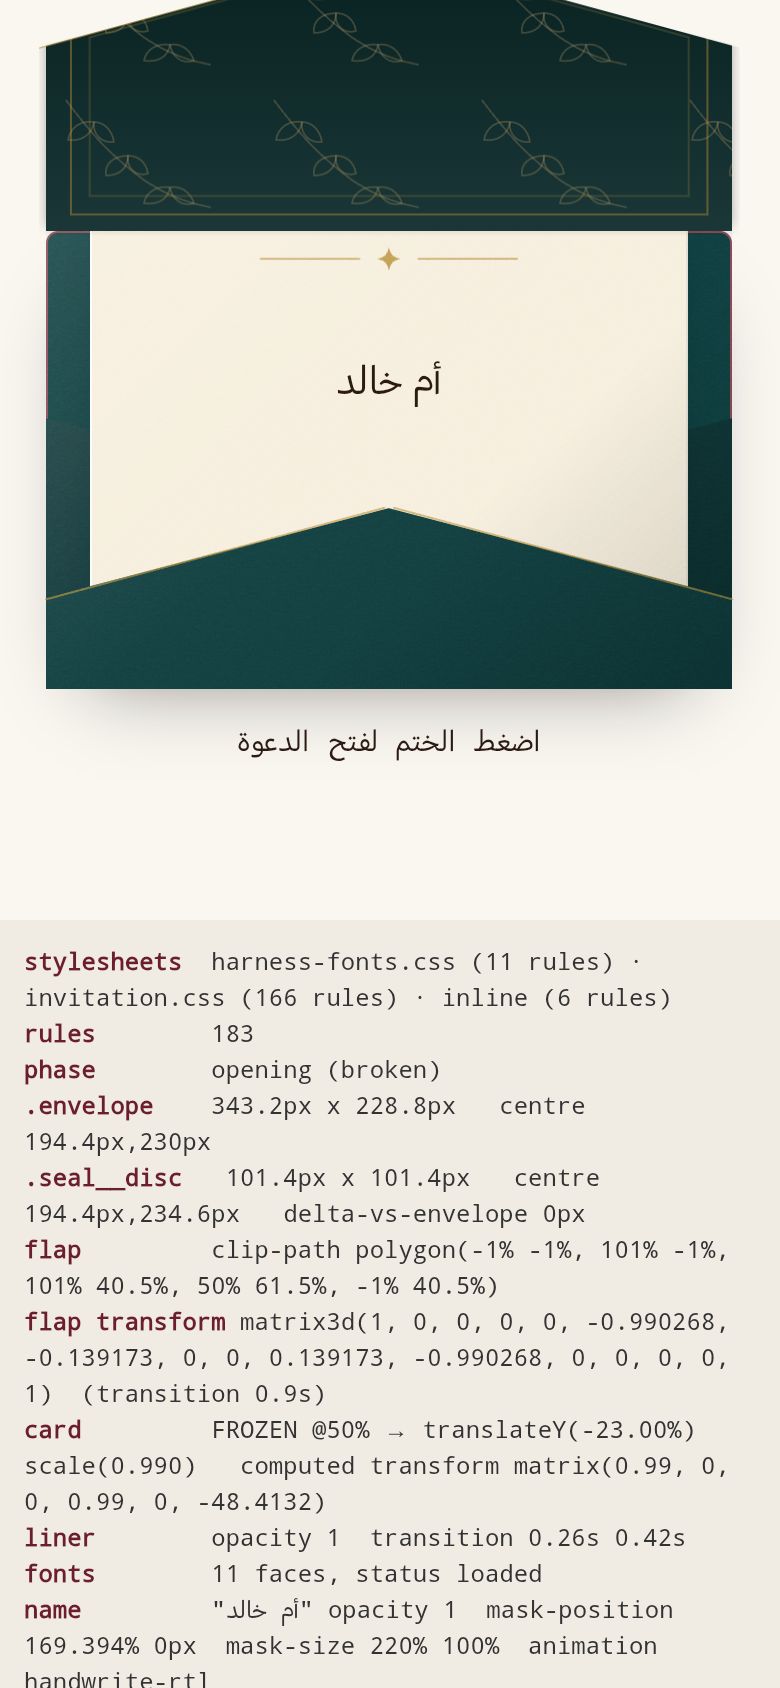 أم خالد
اضغط الختم لفتح الدعوة
stylesheets harness-fonts.css (11 rules) ·
invitation.css (166 rules) · inline (6 rules)
rules 183
phase opening (broken)
.envelope 343.2px x 228.8px centre
194.4px,230px
.seal__disc 101.4px x 101.4px centre
194.4px,234.6px delta-vs-envelope 0px
flap clip-path polygon(-1% -1%, 101% -1%,
101% 40.5%, 50% 61.5%, -1% 40.5%)
flap transform matrix3d(1, 0, 0, 0, 0, -0.990268,
-0.139173, 0, 0, 0.139173, -0.990268, 0, 0, 0, 0,
1) (transition 0.9s)
card FROZEN @50% → translateY(-23.00%)
scale(0.990) computed transform matrix(0.99, 0,
0, 0.99, 0, -48.4132)
liner opacity 1 transition 0.26s 0.42s
fonts 11 faces, status loaded
name "أم خالد" opacity 1 mask-position
169.394% 0px mask-size 220% 100% animation
handwrite-rtl